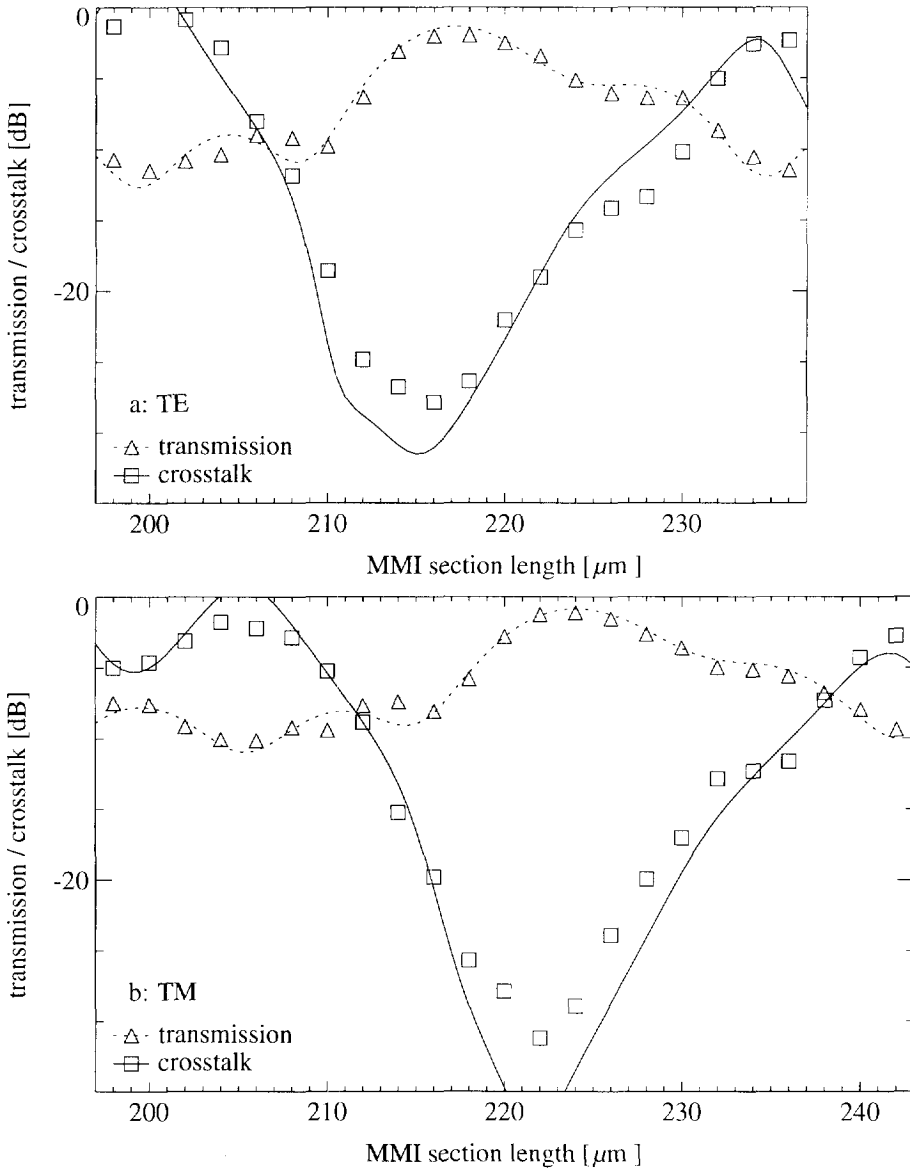 0
-20
transmission / crosstalk [dB]
a: TE
transmission
crosstalk
200
210
220
230
MMI section length [ μm ]
0
-20
transmission / crosstalk [dB]
b: TM
transmission
crosstalk
200
210
220
230
240
MMI section length [ μm ]